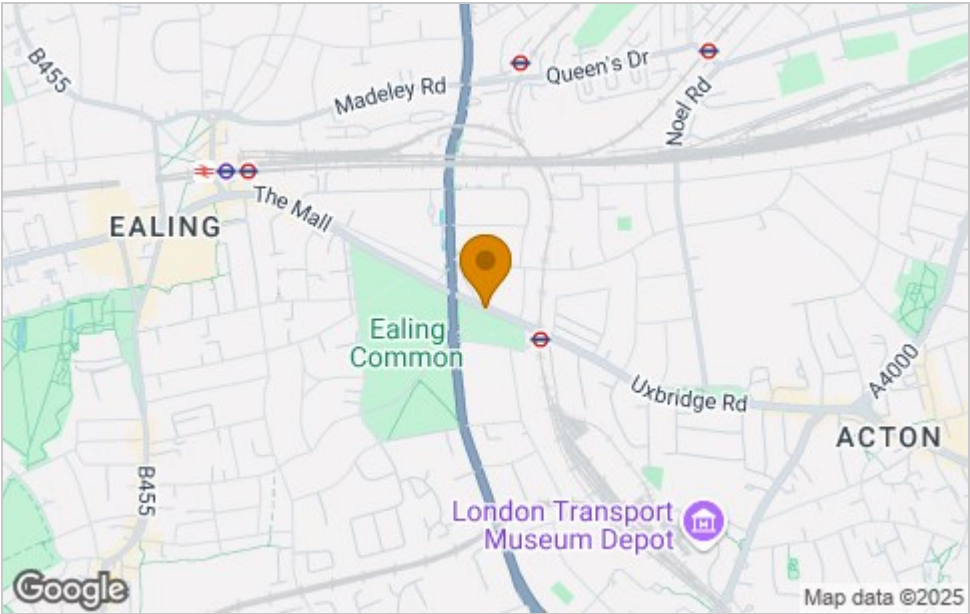 B455
Madeley Rd
Queen's Dr
Noel Rd
The Mall
EALING
Ealing
Common
Uxbridge Rd
A4000
ACTON
B455
London Transport
Museum Depot
Google
Map data ©2025